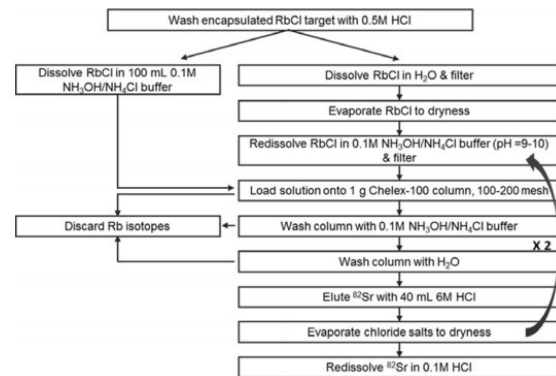 Wash encapsulated RbCl target with 0.5M HCl
Dissolve RbCl in 100 mL 0.1M
NH₃OH/NH₄Cl buffer
Dissolve RbCl in H₂O & filter
Evaporate RbCl to dryness
Redissolve RbCl in 0.1M NH₃OH/NH₄Cl buffer (pH =9-10)
& filter
Load solution onto 1 g Chelex-100 column, 100-200 mesh
Discard Rb isotopes
Wash column with 0.1M NH₃OH/NH₄Cl buffer
X 2
Wash column with H₂O
Elute ⁸²Sr with 40 mL 6M HCl
Evaporate chloride salts to dryness
Redissolve ⁸²Sr in 0.1M HCl